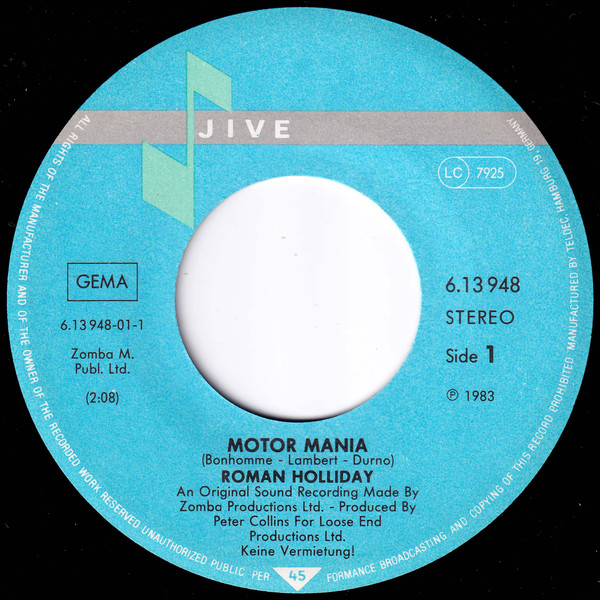 JIVE
LC 7925
GEMA
6.13 948-01-1
Zomba M.
Publ. Ltd.
(2:08)
6.13 948
STEREO
Side 1
℗ 1983
MOTOR MANIA
(Bonhomme - Lambert - Durno)
ROMAN HOLLIDAY
An Original Sound Recording Made By
Zomba Productions Ltd. - Produced By
Peter Collins For Loose End
Productions Ltd.
Keine Vermietung!
45
ALL RIGHTS OF THE MANUFACTURER AND OF THE OWNER OF THE RECORDED WORK RESERVED UNAUTHORIZED PUBLIC PERFORMANCE BROADCASTING AND COPYING OF THIS RECORD PROHIBITED MANUFACTURED BY TELDEC, HAMBURG 19, GERMANY